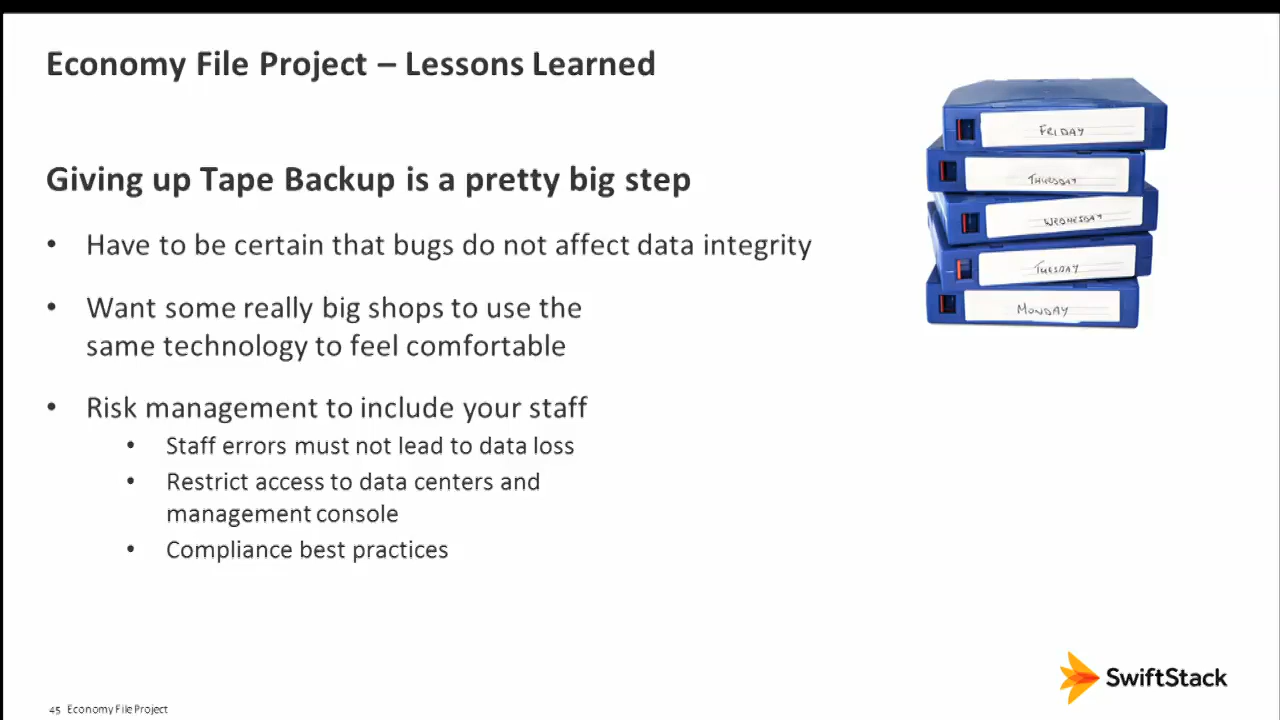 Economy File Project – Lessons Learned
Giving up Tape Backup is a pretty big step
• Have to be certain that bugs do not affect data integrity
• Want some really big shops to use the
same technology to feel comfortable
• Risk management to include your staff
• Staff errors must not lead to data loss
• Restrict access to data centers and
management console
• Compliance best practices
FRIDAY
THURSDAY
WEDNESDAY
TUESDAY
MONDAY
SwiftStack
45 Economy File Project